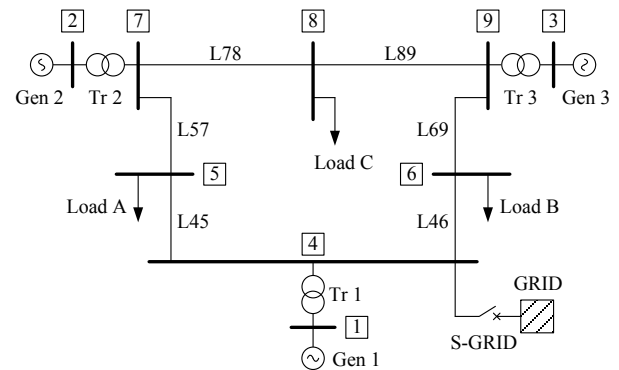 2
7
8
9
3
L78
L89
Gen 2
Tr 2
Tr 3
Gen 3
L57
L69
Load C
5
6
Load A
Load B
L45
L46
4
GRID
Tr 1
S-GRID
1
Gen 1